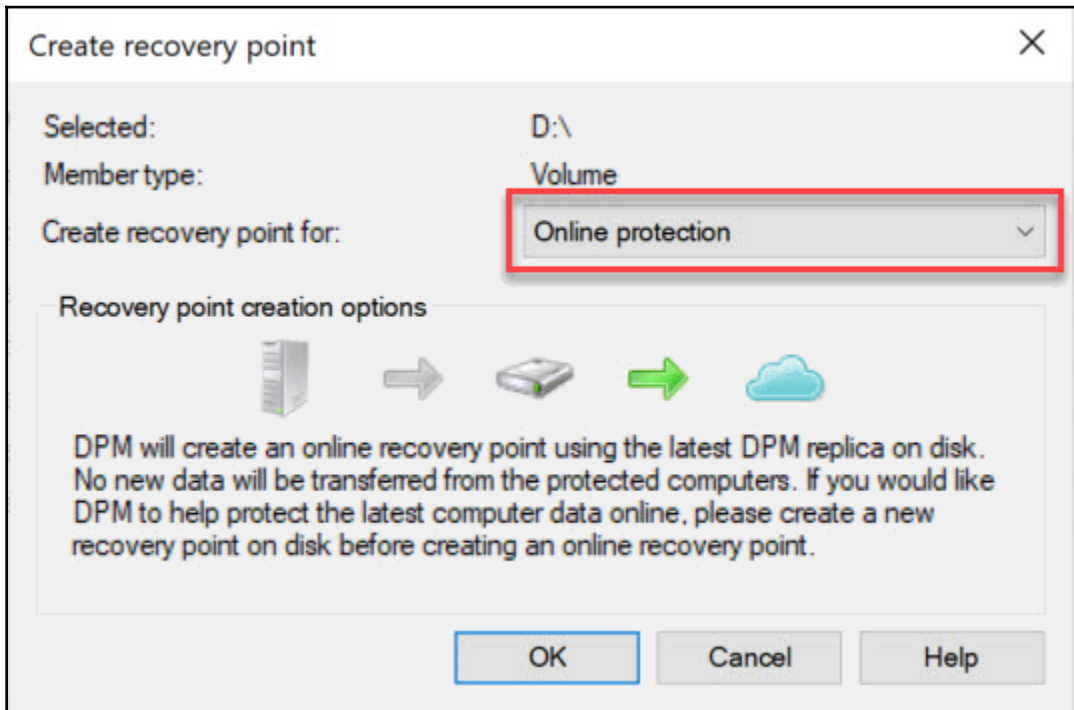 Create recovery point
Selected: D:\
Member type: Volume
Create recovery point for: Online protection
Recovery point creation options
DPM will create an online recovery point using the latest DPM replica on disk.
No new data will be transferred from the protected computers. If you would like
DPM to help protect the latest computer data online, please create a new
recovery point on disk before creating an online recovery point.
OK Cancel Help